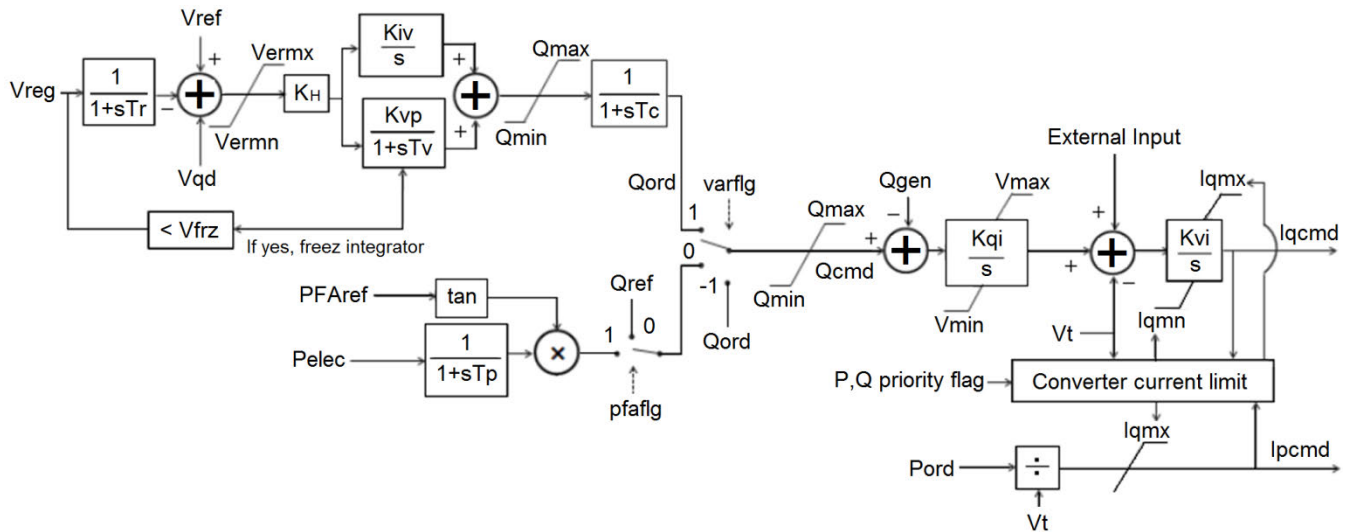 Vref
+
Vermx
Vreg
1
1+sTr
−
+
Vermn
KH
Kiv
s
+
Kvp
1+sTv
+
+
Qmax
Qmin
1
1+sTc
Vqd
< Vfrz
If yes, freez integrator
Qord
varflg
1
0
-1
Qord
PFAref
tan
Pelec
1
1+sTp
×
Qref
1
0
pfaflg
Qmax
Qcmd
Qmin
Qgen
−
+
+
Vmax
Kqi
s
Vmin
External Input
+
+
+
−
Vt
Iqmx
Kvi
s
Iqmn
Iqcmd
P,Q priority flag
Converter current limit
Iqmx
Pord
÷
Vt
Ipcmd